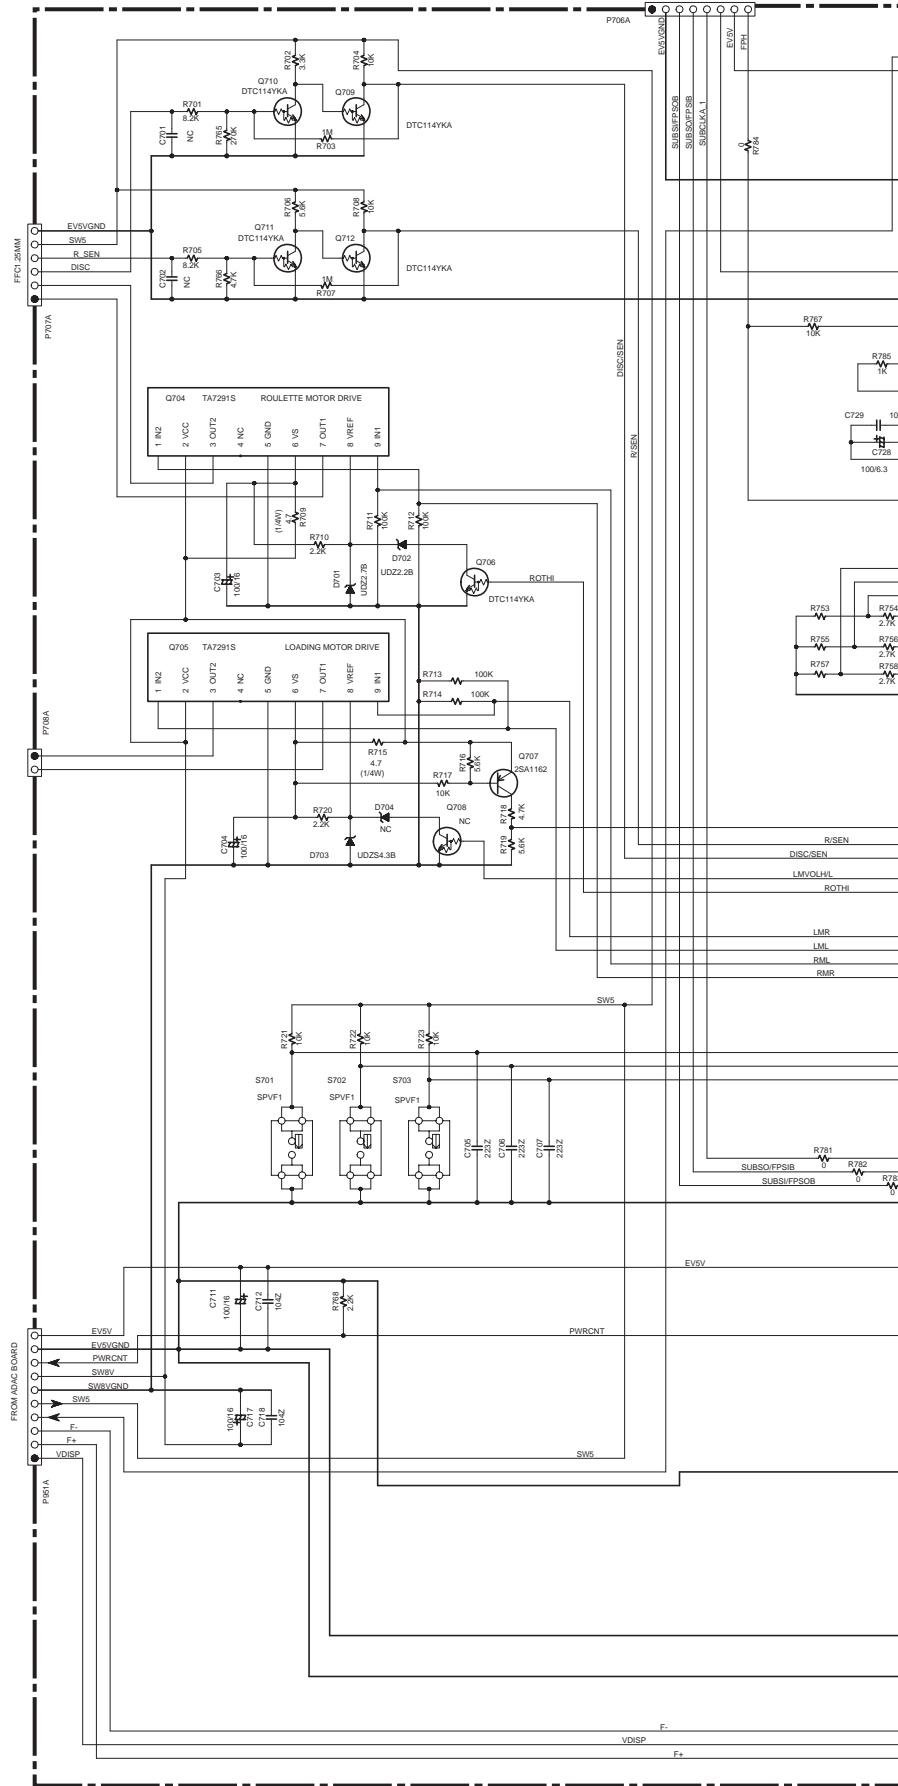 P706A
EV5VGND
SUBSI/FPSOB
SUBSO/FPSIB
SUBCLKA_1
EV5V
FPH
0
R784
R702
3.3K
R704
10K
Q710
DTC114YKA
Q709
DTC114YKA
R701
8.2K
C701
NC
R765
270K
1M
R703
R706
5.6K
R708
10K
Q711
DTC114YKA
Q712
DTC114YKA
FFC1.25MM
EV5VGND
SW5
R_SEN
DISC
P707A
R705
8.2K
C702
NC
R766
4.7K
1M
R707
R767
10K
DISC/SEN
R/SEN
R785
1K
C729
10
C728
100/6.3
Q704
TA7291S
ROULETTE MOTOR DRIVE
1 IN2
2 VCC
3 OUT2
4 NC
5 GND
6 VS
7 OUT1
8 VREF
9 IN1
(1/4W)
4.7
R709
R711
100K
R712
100K
R710
2.2K
D702
UDZ2.2B
C703
100/16
D701
UDZ2.7B
Q706
DTC114YKA
ROTHI
R753
R754
2.7K
R755
R756
2.7K
R757
R758
2.7K
Q705
TA7291S
LOADING MOTOR DRIVE
1 IN2
2 VCC
3 OUT2
4 NC
5 GND
6 VS
7 OUT1
8 VREF
9 IN1
R713
100K
R714
100K
P708A
R715
4.7
(1/4W)
R716
5.6K
Q707
2SA1162
R717
10K
R720
2.2K
D704
NC
Q708
NC
R718
4.7K
R719
5.6K
C704
100/16
D703
UDZS4.3B
R/SEN
DISC/SEN
LMVOLH/L
ROTHI
LMR
LML
RML
RMR
SW5
R721
10K
R722
10K
R723
10K
S701
SPVF1
S702
SPVF1
S703
SPVF1
C705
223Z
C706
223Z
C707
223Z
R781
0
SUBSO/FPSIB
R782
0
SUBSI/FPSOB
0
EV5V
C711
100/16
C712
104Z
R768
2.2K
PWRCNT
FROM ADAC BOARD
EV5V
EV5VGND
PWRCNT
SW8V
SW8VGND
SW5
F-
F+
VDISP
P951A
100/16
C717
C718
104Z
SW5
F-
VDISP
F+